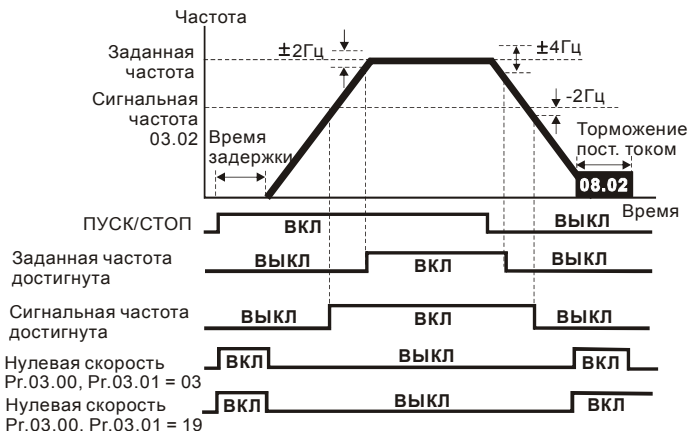 Частота
Заданная
частота
±2Гц
±4Гц
Сигнальная
частота
03.02
-2Гц
Время
задержки
Торможение
пост. током
08.02
Время
ПУСК/СТОП
ВКЛ
ВЫКЛ
Заданная частота
достигнута
ВЫКЛ
ВКЛ
ВЫКЛ
Сигнальная частота
достигнута
ВЫКЛ
ВКЛ
ВЫКЛ
Нулевая скорость
Pr.03.00, Pr.03.01 = 03
ВКЛ
ВЫКЛ
ВКЛ
Нулевая скорость
Pr.03.00, Pr.03.01 = 19
ВКЛ
ВЫКЛ
ВКЛ